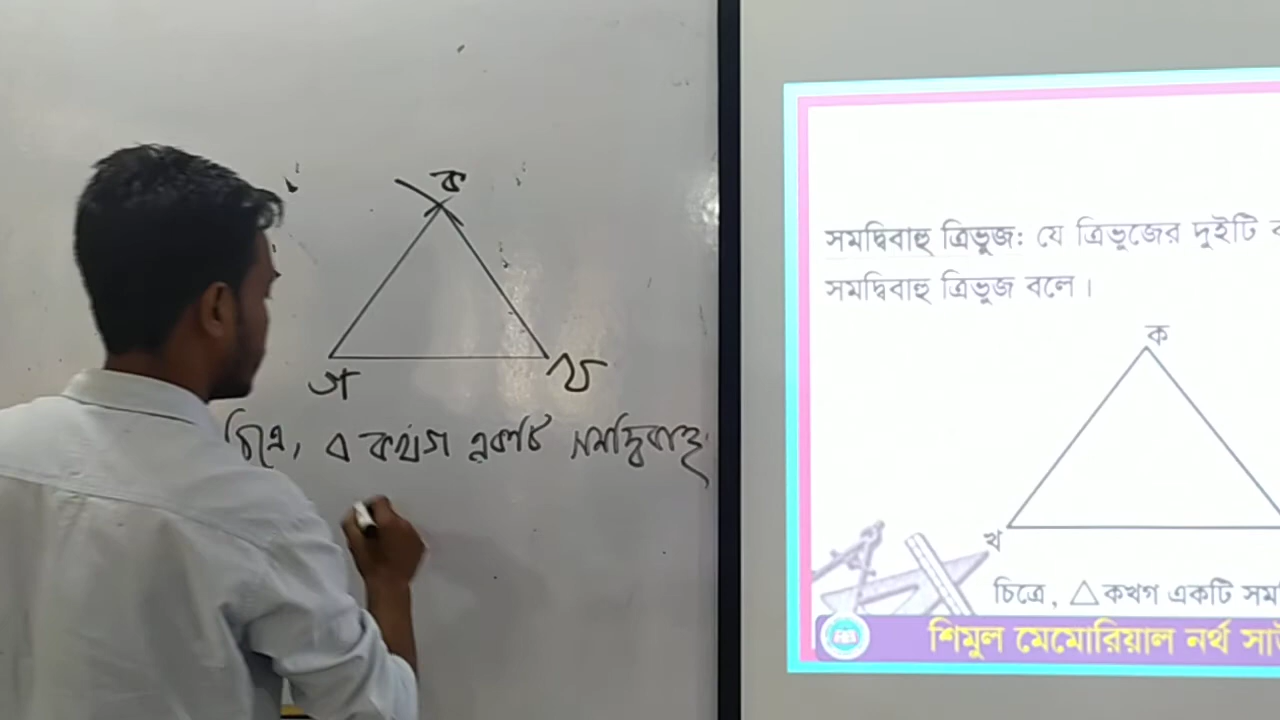 ক
গ
খ
চিত্রে, △ কখগ একটি সমদ্বিবাহু
সমদ্বিবাহু ত্রিভুজ: যে ত্রিভুজের দুইটি ব
সমদ্বিবাহু ত্রিভুজ বলে।
ক
খ
চিত্রে, △কখগ একটি সম
শিমুল মেমোরিয়াল নর্থ সাউ